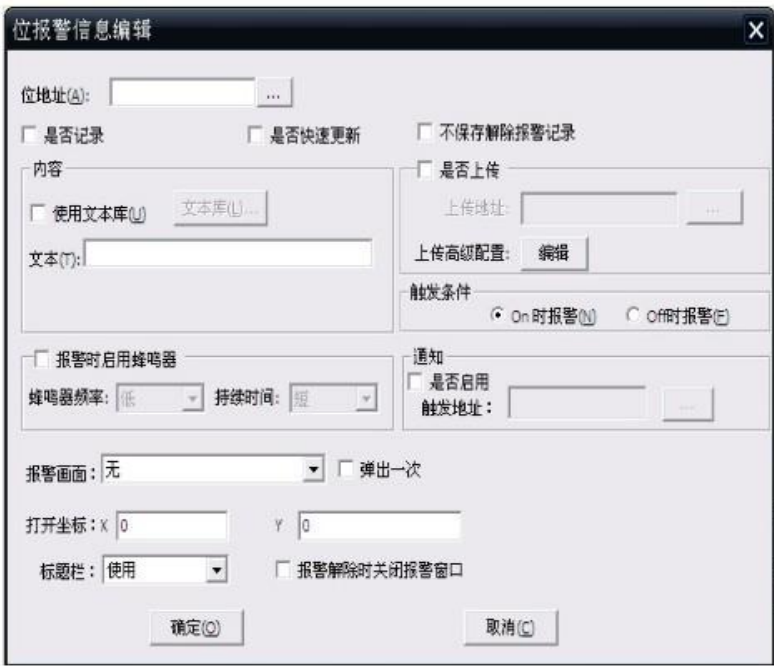 位报警信息编辑
位地址(A): ...
是否记录 是否快速更新 不保存解除报警记录
内容 是否上传
使用文本库(U) 文本库(L)... 上传地址: ...
文本(T): 上传高级配置: 编辑
触发条件
On 时报警(N) Off时报警(F)
报警时启用蜂鸣器 通知
是否启用
蜂鸣器频率: 低 持续时间: 短 触发地址： ...
报警画面： 无 弹出一次
打开坐标： X 0 Y 0
标题栏： 使用 报警解除时关闭报警窗口
确定(O) 取消(C)